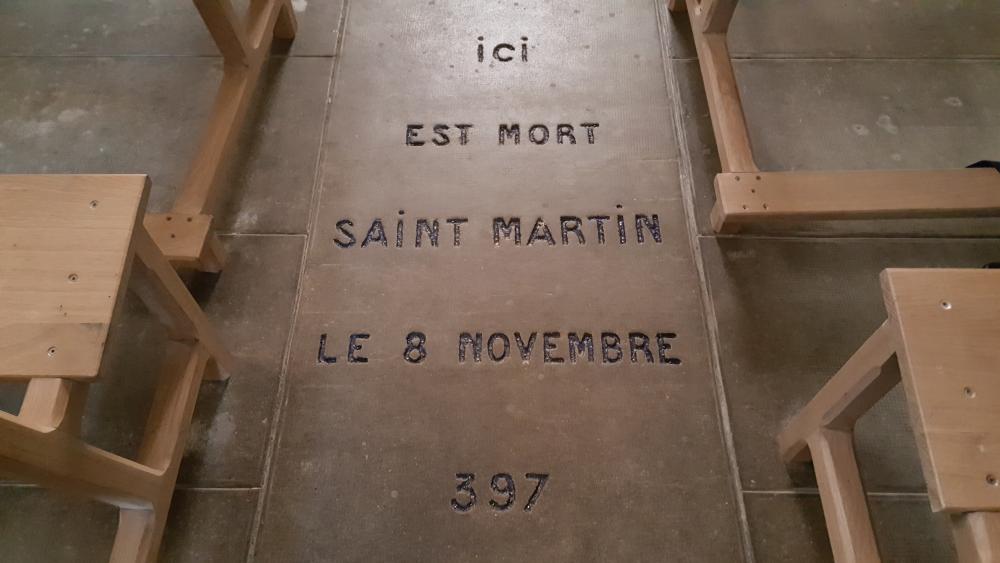 ici
EST MORT
SAiNT MARTiN
LE 8 NOVEMBRE
397